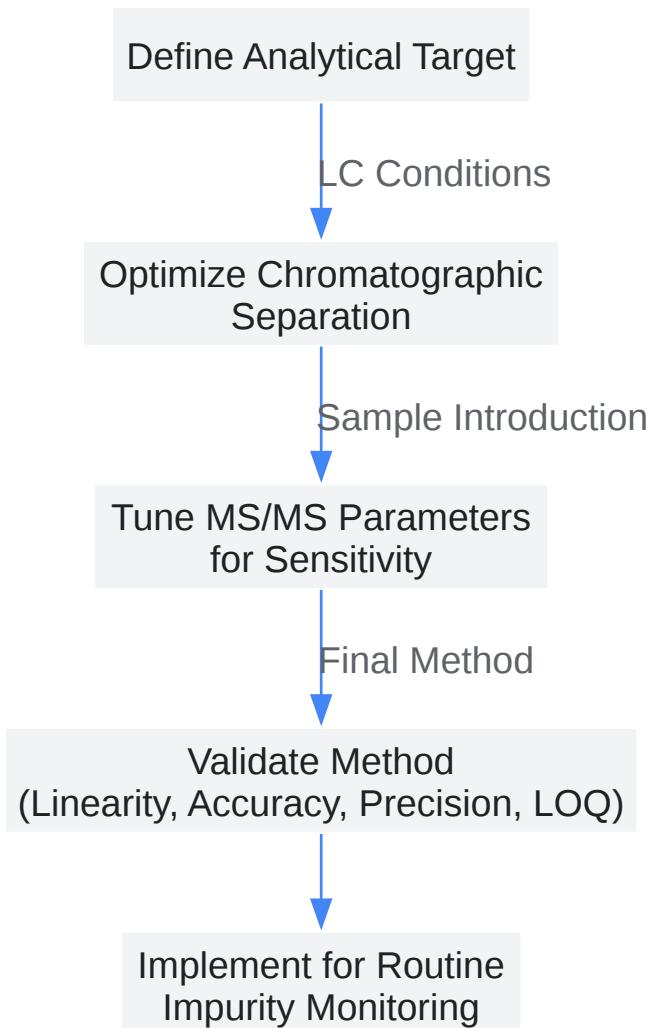 Define Analytical Target
LC Conditions
Optimize Chromatographic
Separation
Sample Introduction
Tune MS/MS Parameters
for Sensitivity
Final Method
Validate Method
(Linearity, Accuracy, Precision, LOQ)
Implement for Routine
Impurity Monitoring